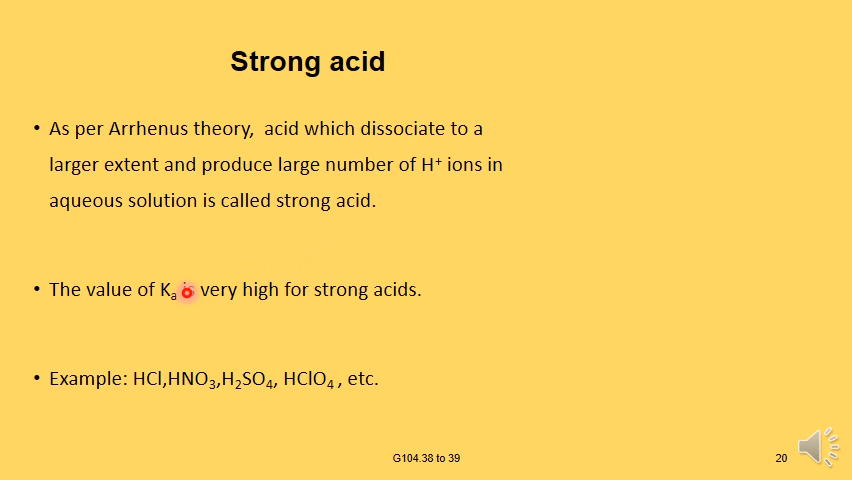 Strong acid
• As per Arrhenus theory, acid which dissociate to a
larger extent and produce large number of H⁺ ions in
aqueous solution is called strong acid.
• The value of Kₐ is very high for strong acids.
• Example: HCl,HNO₃,H₂SO₄, HClO₄ , etc.
G104.38 to 39
20